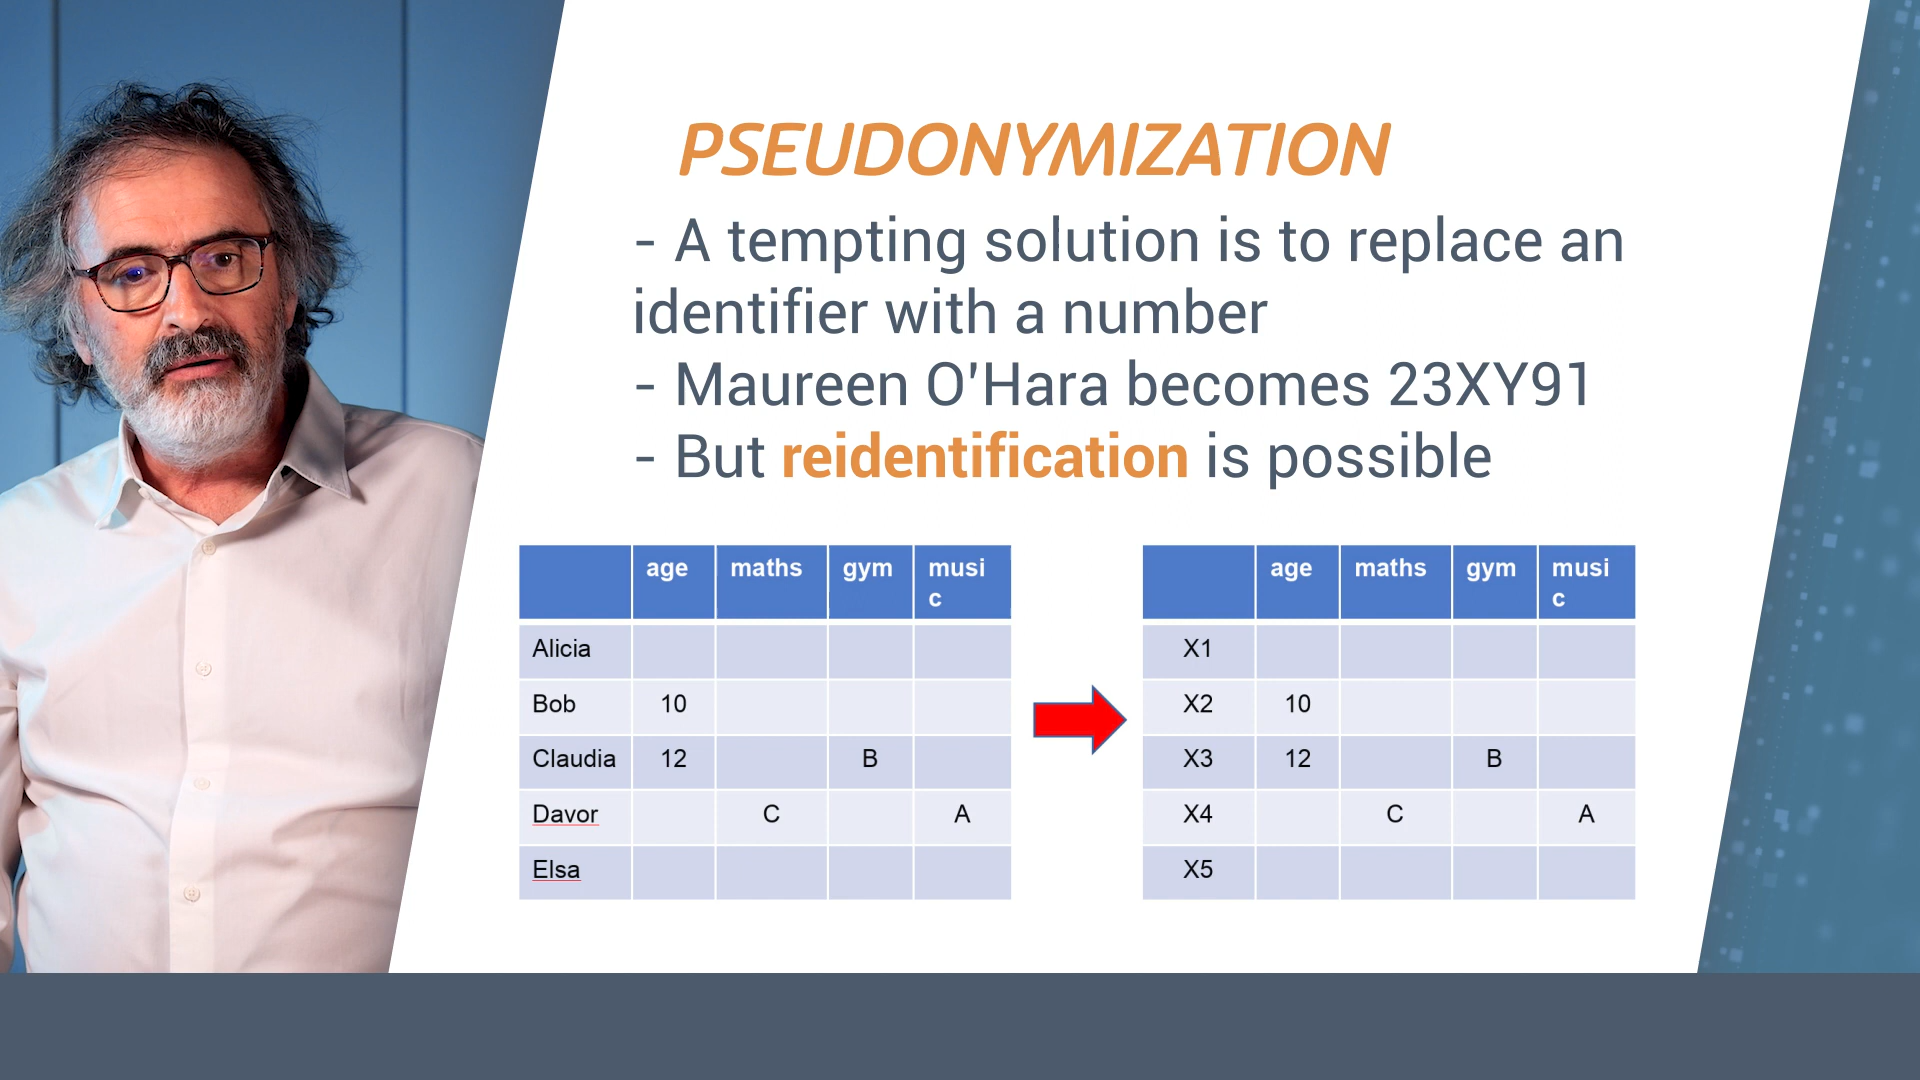 PSEUDONYMIZATION
- A tempting solution is to replace an
identifier with a number
- Maureen O'Hara becomes 23XY91
- But reidentification is possible
age maths gym musi
c
Alicia
Bob 10
Claudia 12 B
Davor C A
Elsa
age maths gym musi
c
X1
X2 10
X3 12 B
X4 C A
X5